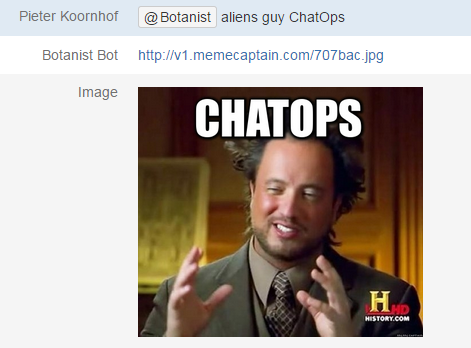 Pieter Koornhof @Botanist aliens guy ChatOps
Botanist Bot http://v1.memecaptain.com/707bac.jpg
Image
CHATOPS
H HD
HISTORY.COM